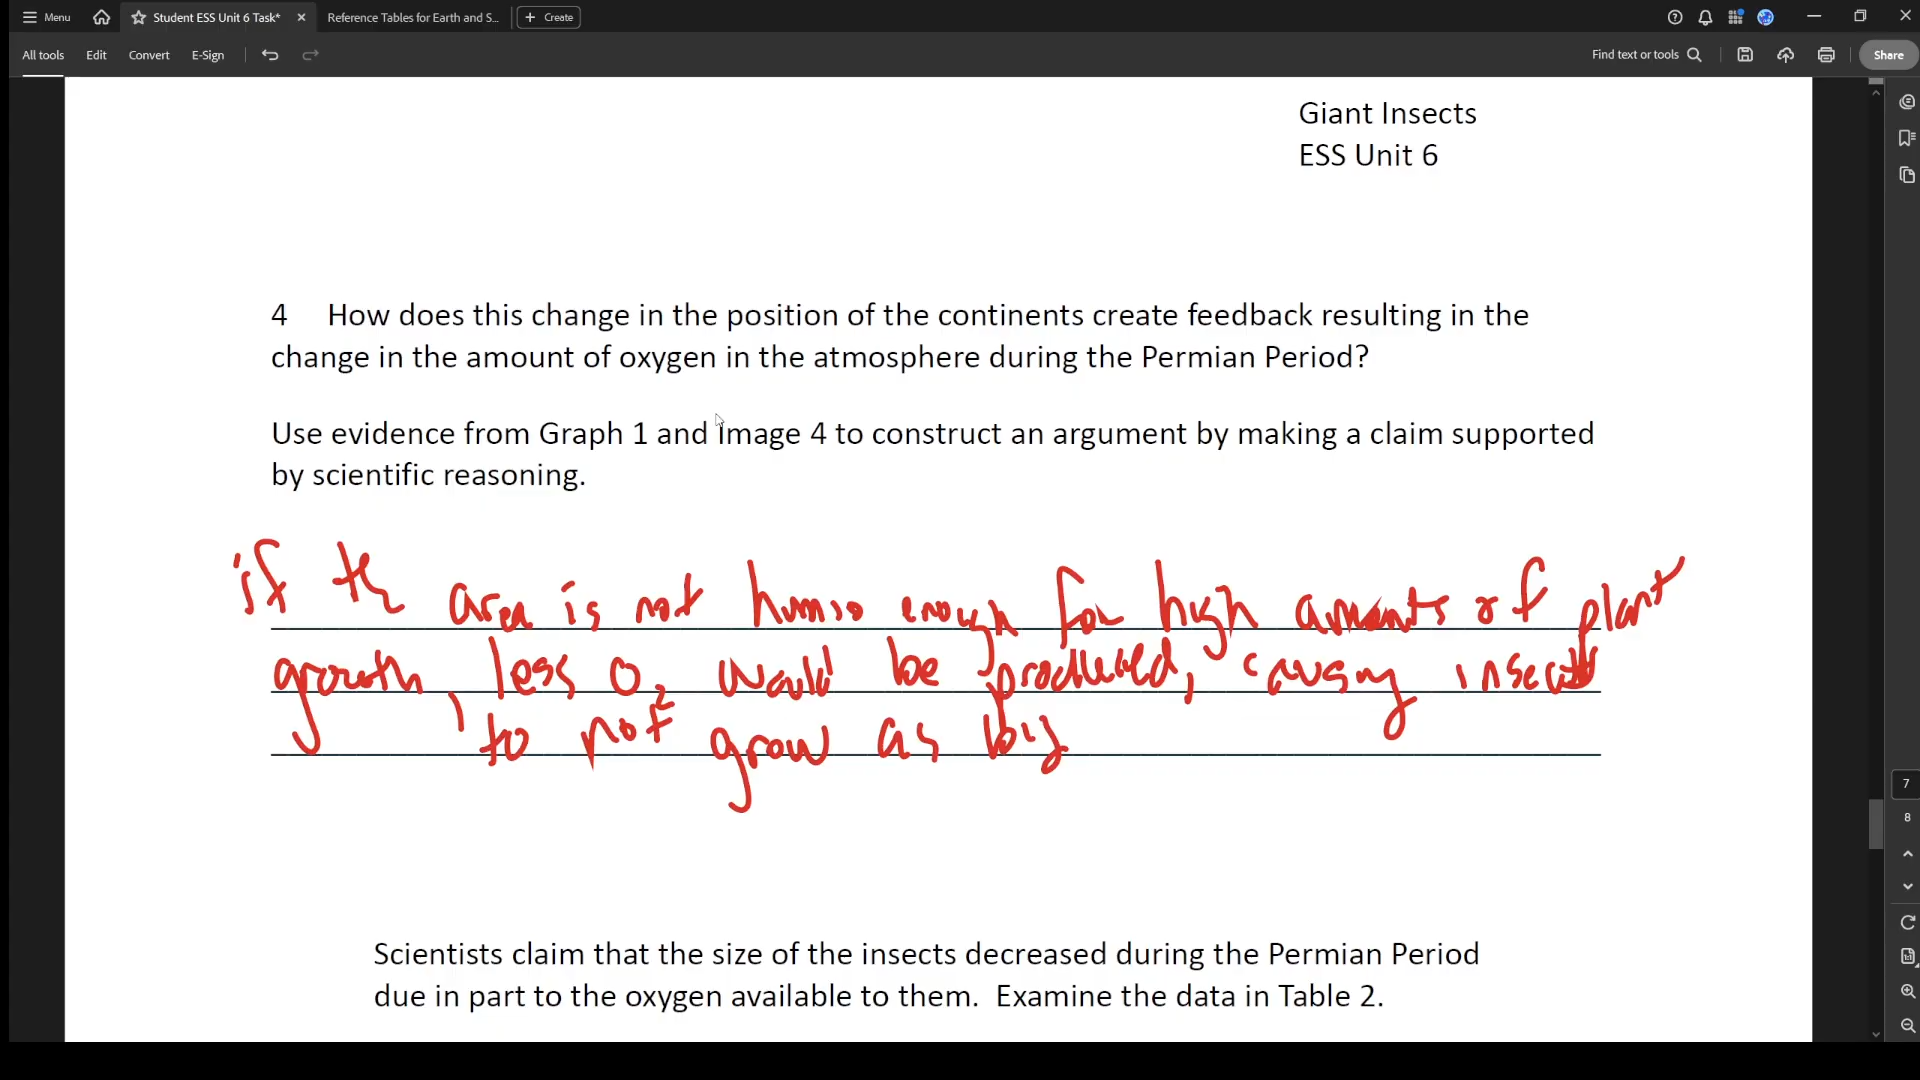 Menu
Student ESS Unit 6 Task*
Reference Tables for Earth and S...
Create
All tools Edit Convert E-Sign
Find text or tools
Share
Giant Insects
ESS Unit 6
4 How does this change in the position of the continents create feedback resulting in the
change in the amount of oxygen in the atmosphere during the Permian Period?
Use evidence from Graph 1 and Image 4 to construct an argument by making a claim supported
by scientific reasoning.
if the area is not enough for high amounts of plant
growth, less O2 would be produced, causing insects
to not grow as big
7
8
Scientists claim that the size of the insects decreased during the Permian Period
due in part to the oxygen available to them. Examine the data in Table 2.